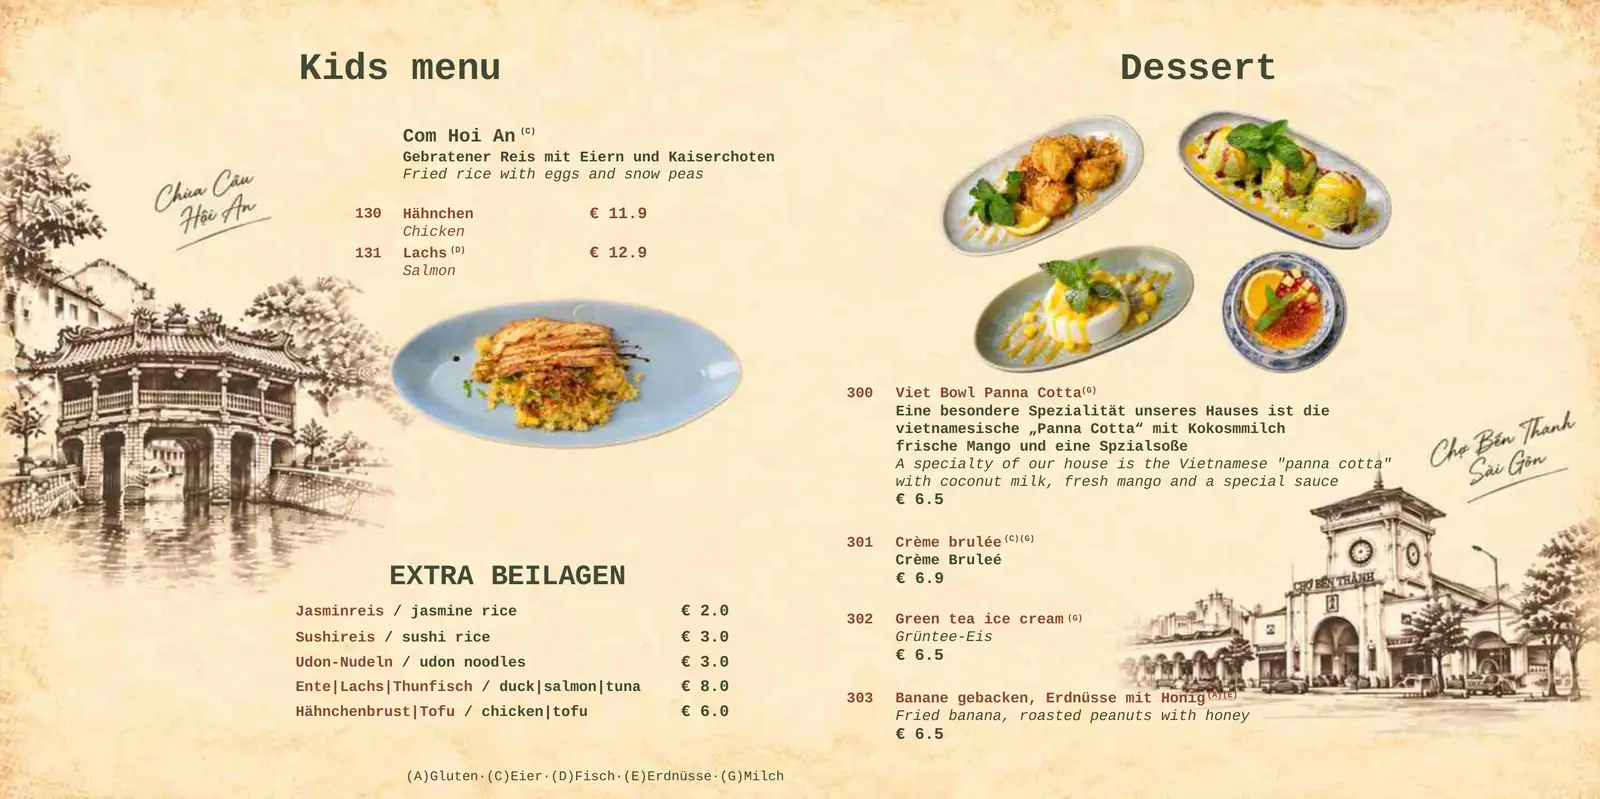 Kids menu
Com Hoi An (C)
Gebratener Reis mit Eiern und Kaiserchoten
Fried rice with eggs and snow peas
130 Hähnchen € 11.9
Chicken
131 Lachs (D) € 12.9
Salmon
Chùa Cầu
Hội An
EXTRA BEILAGEN
Jasminreis / jasmine rice € 2.0
Sushireis / sushi rice € 3.0
Udon-Nudeln / udon noodles € 3.0
Ente|Lachs|Thunfisch / duck|salmon|tuna € 8.0
Hähnchenbrust|Tofu / chicken|tofu € 6.0
(A)Gluten·(C)Eier·(D)Fisch·(E)Erdnüsse·(G)Milch
Dessert
300 Viet Bowl Panna Cotta(G)
Eine besondere Spezialität unseres Hauses ist die
vietnamesische „Panna Cotta“ mit Kokosmmilch
frische Mango und eine Spzialsoße
A specialty of our house is the Vietnamese "panna cotta"
with coconut milk, fresh mango and a special sauce
€ 6.5
301 Crème brulée (C)(G)
Crème Bruleé
€ 6.9
302 Green tea ice cream (G)
Grüntee-Eis
€ 6.5
303 Banane gebacken, Erdnüsse mit Honig (A)(E)
Fried banana, roasted peanuts with honey
€ 6.5
Chợ Bến Thành
Sài Gòn
CHỢ BẾN THÀNH